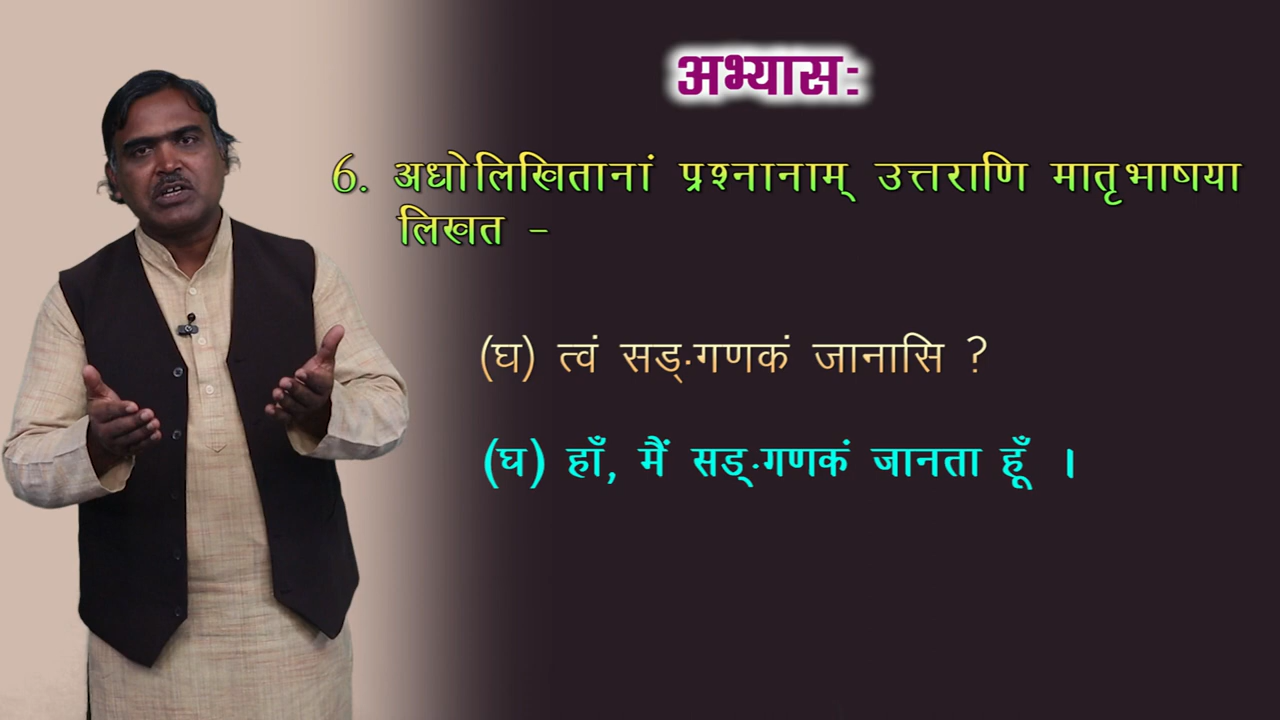 अभ्यासः
6. अधोलिखितानां प्रश्नानाम् उत्तराणि मातृभाषया
लिखत -
(घ) त्वं सङ्गणकं जानासि ?
(घ) हाँ, मैं सङ्गणकं जानता हूँ ।